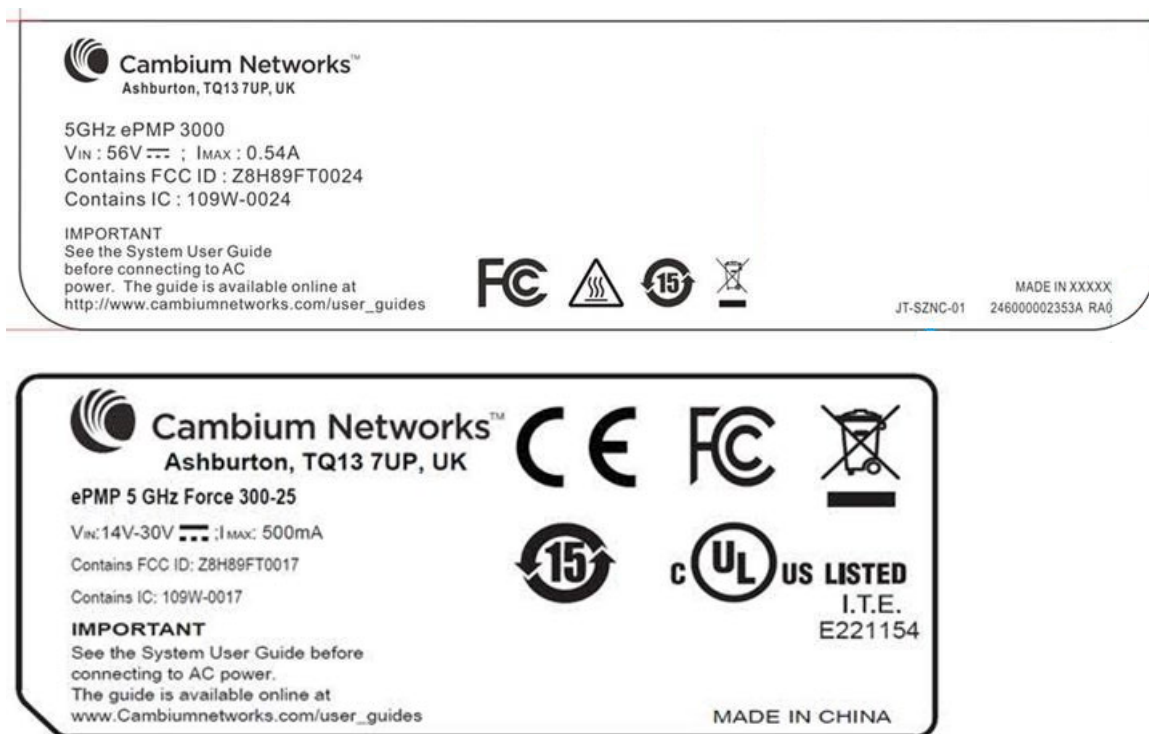 Cambium Networks™
Ashburton, TQ13 7UP, UK
5GHz ePMP 3000
VIN : 56V ; IMAX : 0.54A
Contains FCC ID : Z8H89FT0024
Contains IC : 109W-0024
IMPORTANT
See the System User Guide
before connecting to AC
power. The guide is available online at
http://www.cambiumnetworks.com/user_guides
FC
15
MADE IN XXXXX
JT-SZNC-01 246000002353A RA0
Cambium Networks™
Ashburton, TQ13 7UP, UK
CE FC
ePMP 5 GHz Force 300-25
VIN:14V-30V ;I MAX: 500mA
Contains FCC ID: Z8H89FT0017
Contains IC: 109W-0017
15
C UL US LISTED
I.T.E.
E221154
IMPORTANT
See the System User Guide before
connecting to AC power.
The guide is available online at
www.Cambiumnetworks.com/user_guides
MADE IN CHINA